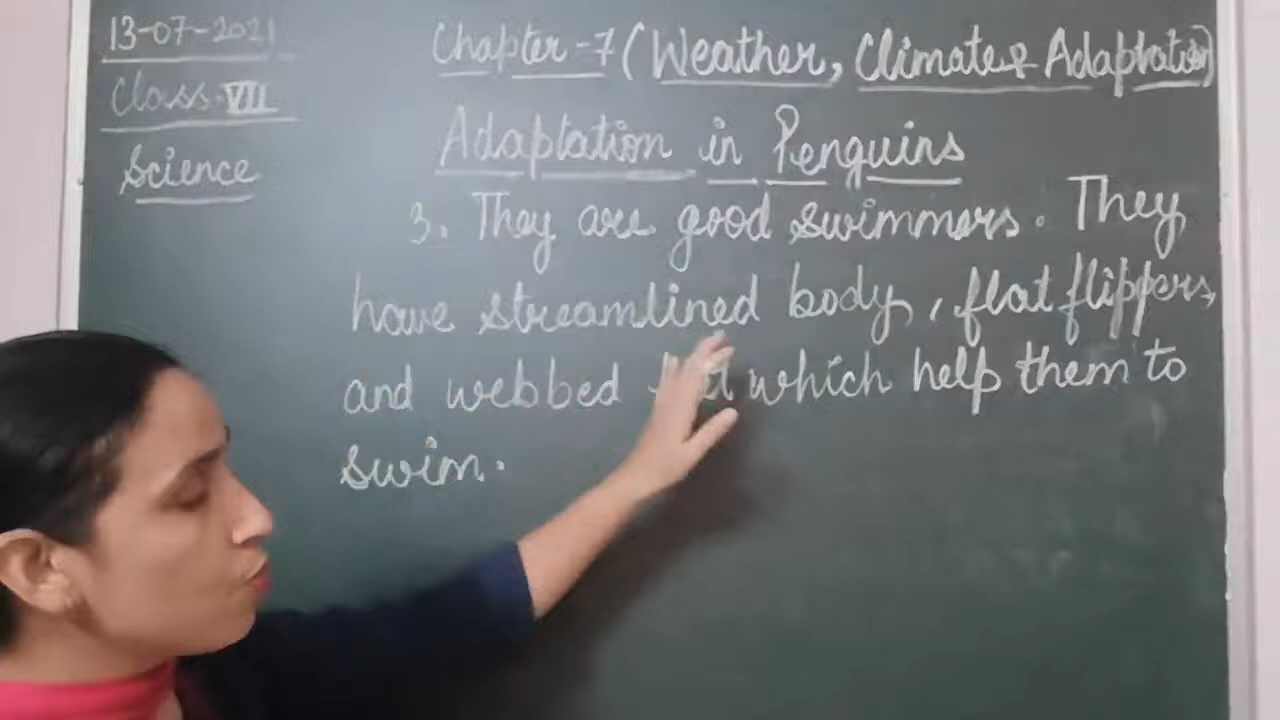 13-07-2021
Class-VII
Science
Chapter-7 (Weather, Climate & Adaptation)
Adaptation in Penguins
3. They are good swimmers. They
have streamlined body, flat flippers,
and webbed which help them to
swim.